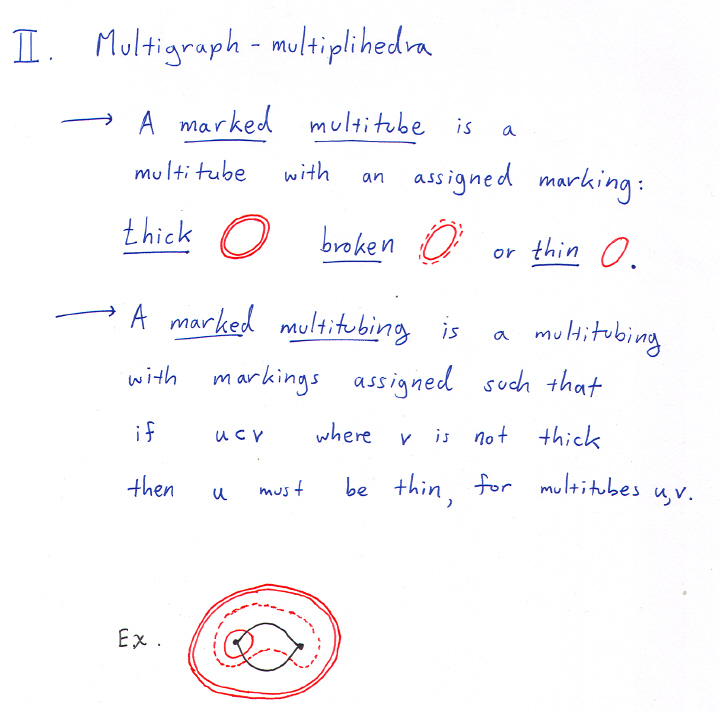 II. Multigraph - multiplihedra
→ A marked multitube is a
multitube with an assigned marking:
thick broken or thin .
→ A marked multitubing is a multitubing
with markings assigned such that
if u⊂v where v is not thick
then u must be thin, for multitubes u,v.
Ex.